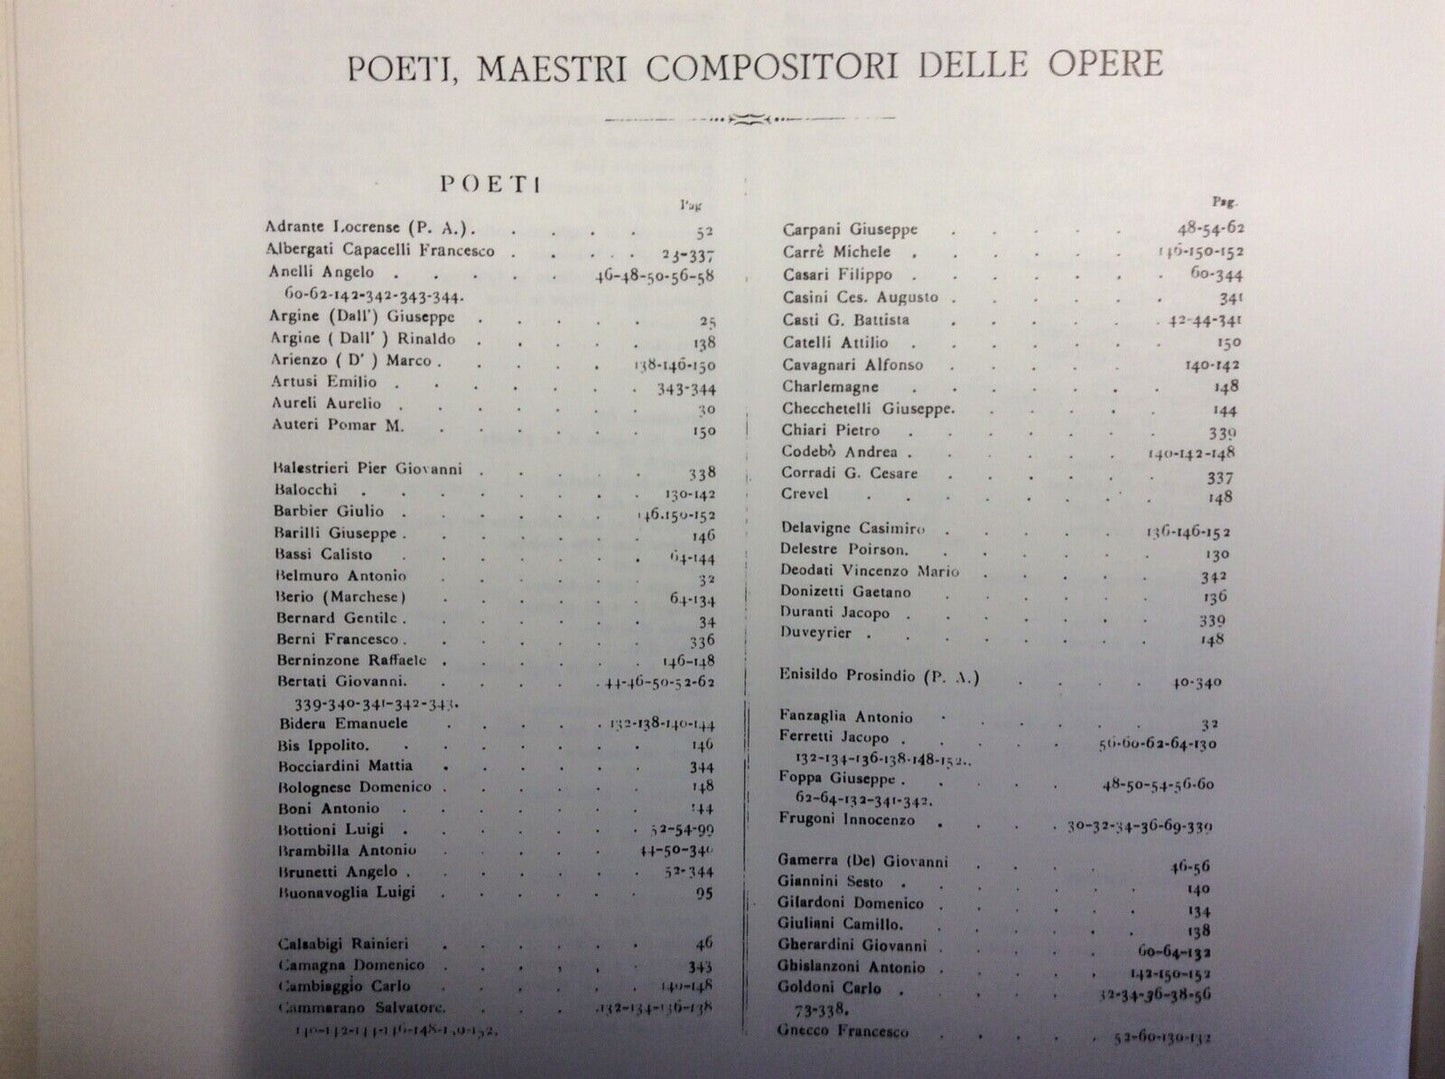 POETI, MAESTRI COMPOSITORI DELLE OPERE
POETI
Pag
Adrante Locrense (P. A.). 52
Albergati Capacelli Francesco . 23-337
Anelli Angelo . 46-48-50-56-58
60-62-142-342-343-344.
Argine (Dall') Giuseppe . 25
Argine ( Dall' ) Rinaldo . 138
Arienzo ( D' ) Marco . 138-146-150
Artusi Emilio . 343-344
Aureli Aurelio . 30
Auteri Pomar M. 150
Balestrieri Pier Giovanni . 338
Balocchi . 130-142
Barbier Giulio . 146.150-152
Barilli Giuseppe . 146
Bassi Calisto . 64-144
Belmuro Antonio . 32
Berio (Marchese) . 64-134
Bernard Gentile . 34
Berni Francesco . 336
Berninzone Raffaele . 146-148
Bertati Giovanni. 44-46-50-52-62
339-340-341-342-343.
Bidera Emanuele . 132-138-140-144
Bis Ippolito. 146
Bocciardini Mattia . 344
Bolognese Domenico . 148
Boni Antonio . 144
Bottioni Luigi . 52-54-99
Brambilla Antonio . 44-50-340
Brunetti Angelo . 52-344
Buonavoglia Luigi . 95
Calsabigi Rainieri . 46
Camagna Domenico . 343
Cambiaggio Carlo . 140-148
Cammarano Salvatore. 132-134-136-138
140-142-144-146-148-150-152.
Pag.
Carpani Giuseppe . 48-54-62
Carrè Michele . 146-150-152
Casari Filippo . 60-344
Casini Ces. Augusto . 341
Casti G. Battista . 42-44-341
Catelli Attilio . 150
Cavagnari Alfonso . 140-142
Charlemagne . 148
Checchetelli Giuseppe. 144
Chiari Pietro . 339
Codebò Andrea . 140-142-148
Corradi G. Cesare . 337
Crevel . 148
Delavigne Casimiro . 136-146-152
Delestre Poirson. 130
Deodati Vincenzo Mario . 342
Donizetti Gaetano . 136
Duranti Jacopo . 339
Duveyrier . 148
Enisildo Prosindio (P. A.) . 40-340
Fanzaglia Antonio . 32
Ferretti Jacopo . 56-60-62-64-130
132-134-136-138-148-152..
Foppa Giuseppe . 48-50-54-56-60
62-64-132-341-342.
Frugoni Innocenzo . 30-32-34-36-69-339
Gamerra (De) Giovanni . 46-56
Giannini Sesto . 140
Gilardoni Domenico . 134
Giuliani Camillo. 138
Gherardini Giovanni . 60-64-132
Ghislanzoni Antonio . 142-150-152
Goldoni Carlo . 32-34-36-38-56
73-338.
Gnecco Francesco . 52-60-130-132